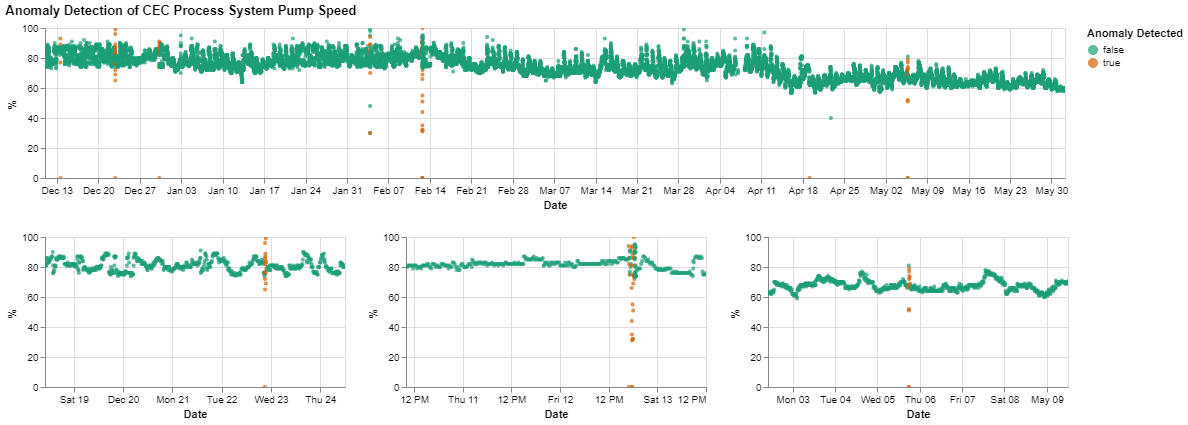 Anomaly Detection of CEC Process System Pump Speed
Anomaly Detected
false
true
%
100
80
60
40
20
0
Dec 13 Dec 20 Dec 27 Jan 03 Jan 10 Jan 17 Jan 24 Jan 31 Feb 07 Feb 14 Feb 21 Feb 28 Mar 07 Mar 14 Mar 21 Mar 28 Apr 04 Apr 11 Apr 18 Apr 25 May 02 May 09 May 16 May 23 May 30
Date
%
100
80
60
40
20
0
Sat 19 Dec 20 Mon 21 Tue 22 Wed 23 Thu 24
Date
%
100
80
60
40
20
0
12 PM Thu 11 12 PM Fri 12 12 PM Sat 13 12 PM
Date
%
100
80
60
40
20
0
Mon 03 Tue 04 Wed 05 Thu 06 Fri 07 Sat 08 May 09
Date